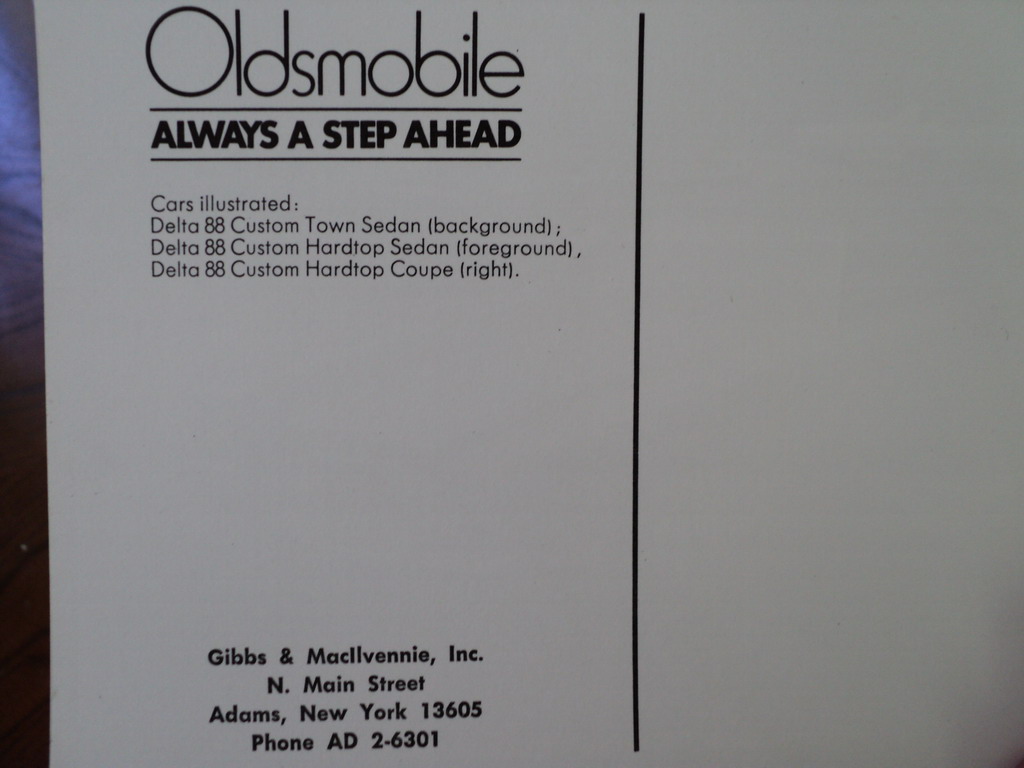 Oldsmobile
ALWAYS A STEP AHEAD
Cars illustrated:
Delta 88 Custom Town Sedan (background);
Delta 88 Custom Hardtop Sedan (foreground),
Delta 88 Custom Hardtop Coupe (right).
Gibbs & MacIlvennie, Inc.
N. Main Street
Adams, New York 13605
Phone AD 2-6301